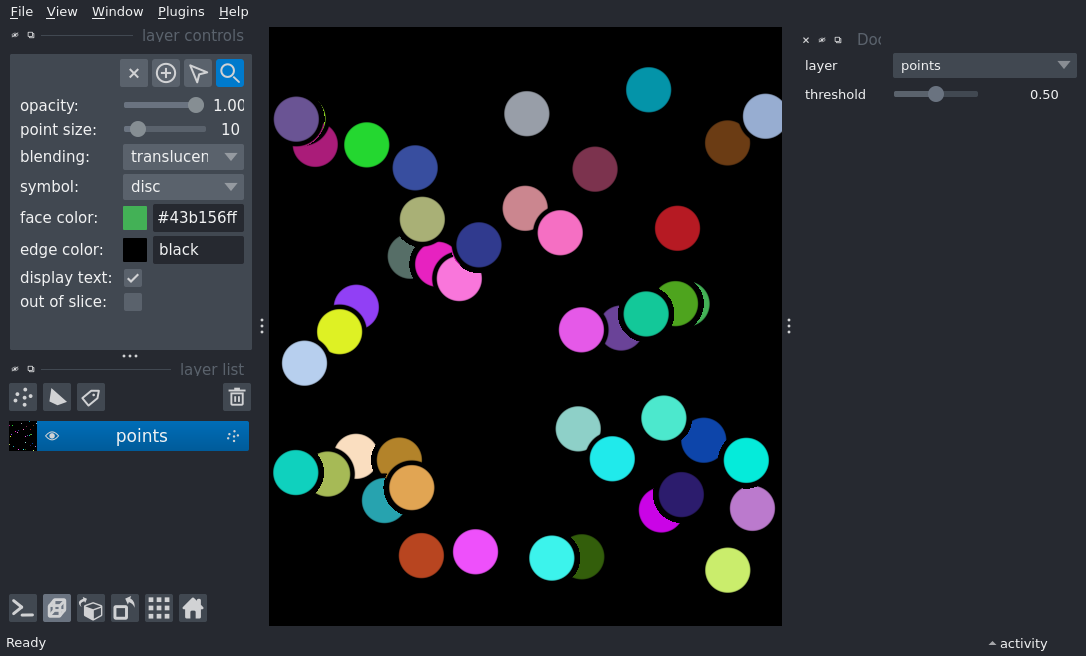 File View Window Plugins Help
layer controls
opacity: 1.00
point size: 10
blending: translucen
symbol: disc
face color: #43b156ff
edge color: black
display text:
out of slice:
layer list
points
Ready
Doc
layer points
threshold 0.50
activity